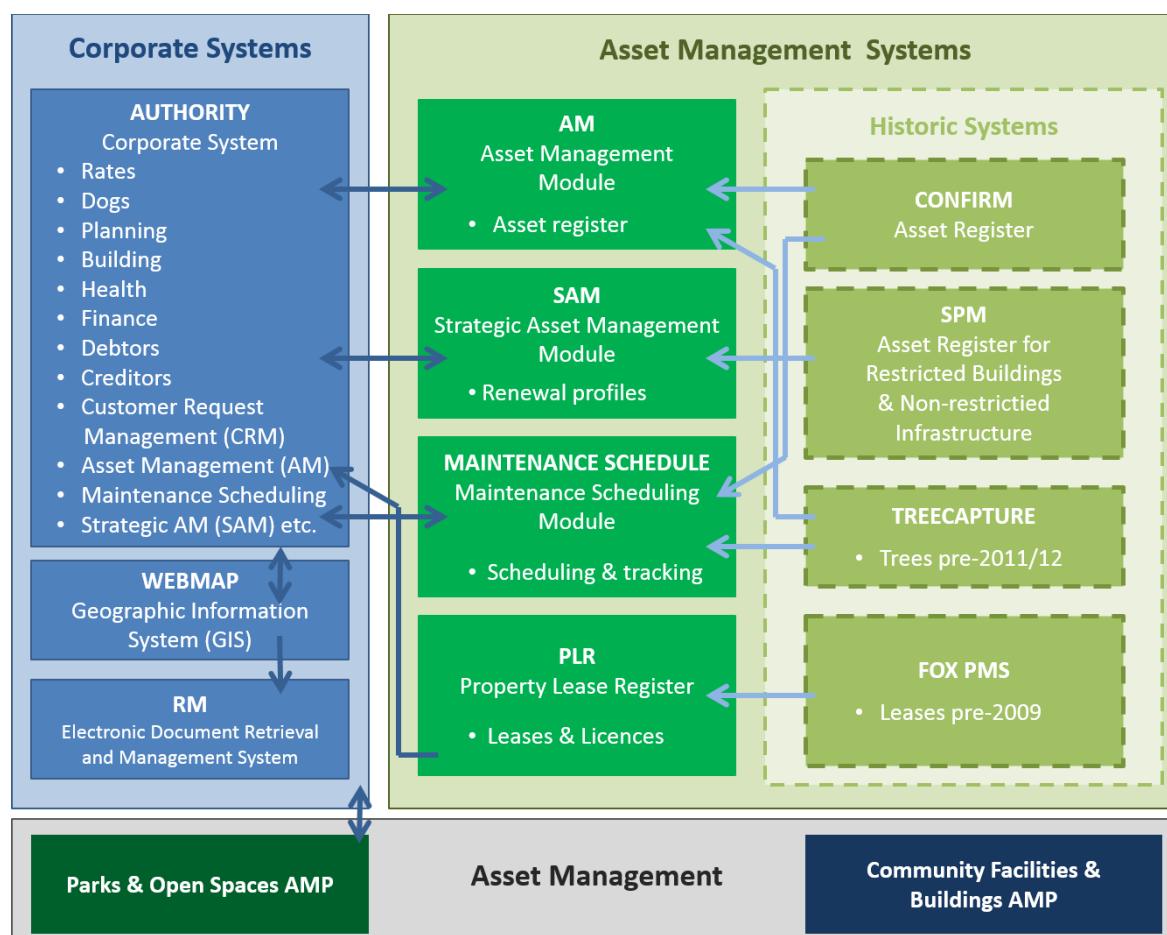 Corporate Systems
AUTHORITY
Corporate System
• Rates
• Dogs
• Planning
• Building
• Health
• Finance
• Debtors
• Creditors
• Customer Request
Management (CRM)
• Asset Management (AM)
• Maintenance Scheduling
• Strategic AM (SAM) etc.
WEBMAP
Geographic Information
System (GIS)
RM
Electronic Document Retrieval
and Management System
Asset Management Systems
AM
Asset Management
Module
• Asset register
SAM
Strategic Asset Management
Module
• Renewal profiles
MAINTENANCE SCHEDULE
Maintenance Scheduling
Module
• Scheduling & tracking
PLR
Property Lease Register
• Leases & Licences
Historic Systems
CONFIRM
Asset Register
SPM
Asset Register for
Restricted Buildings
& Non-restrictied
Infrastructure
TREECAPTURE
• Trees pre-2011/12
FOX PMS
• Leases pre-2009
Parks & Open Spaces AMP
Asset Management
Community Facilities &
Buildings AMP